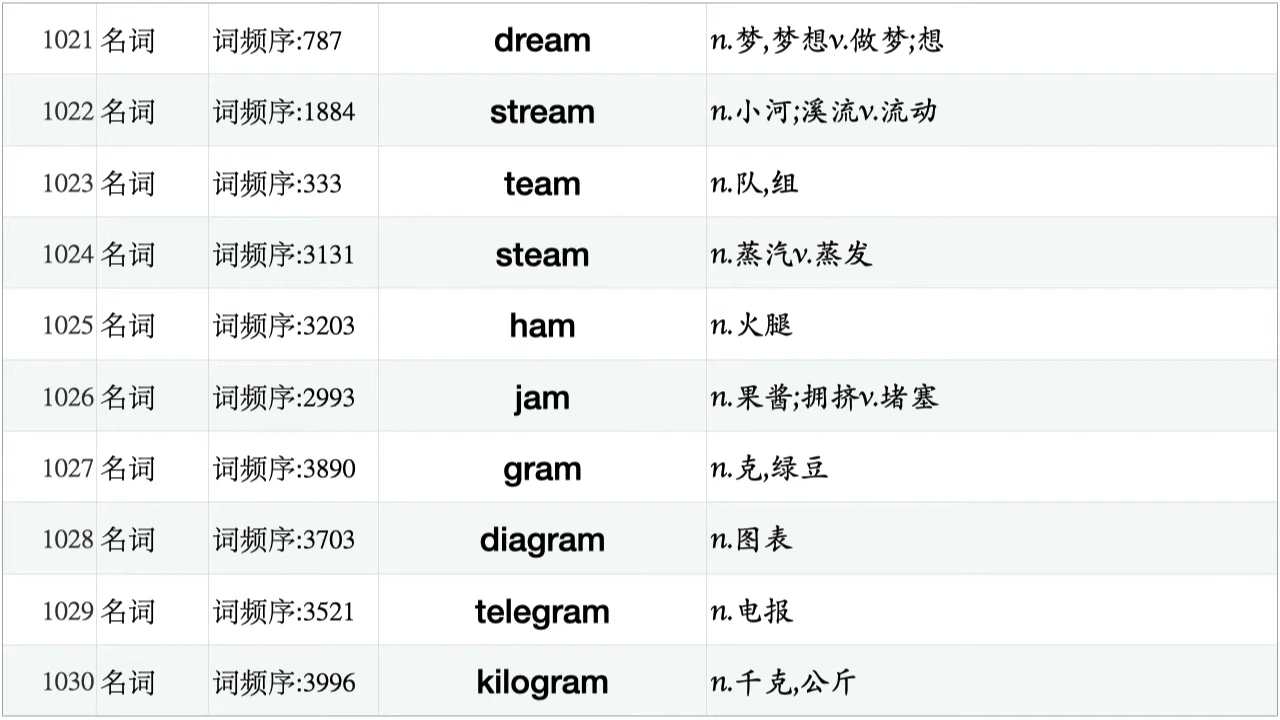 1021 名词 词频序:787 dream n.梦,梦想v.做梦;想
1022 名词 词频序:1884 stream n.小河;溪流v.流动
1023 名词 词频序:333 team n.队,组
1024 名词 词频序:3131 steam n.蒸汽v.蒸发
1025 名词 词频序:3203 ham n.火腿
1026 名词 词频序:2993 jam n.果酱;拥挤v.堵塞
1027 名词 词频序:3890 gram n.克,绿豆
1028 名词 词频序:3703 diagram n.图表
1029 名词 词频序:3521 telegram n.电报
1030 名词 词频序:3996 kilogram n.千克,公斤